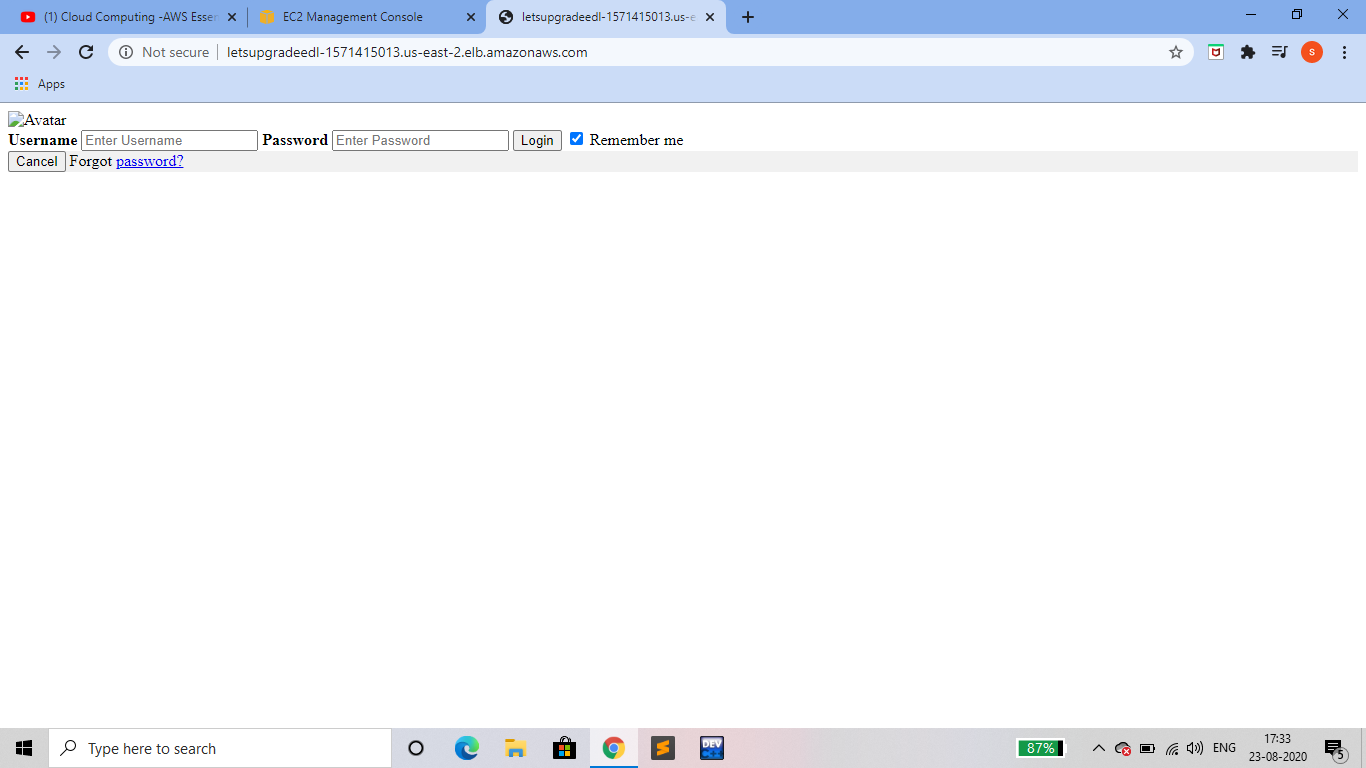 (1) Cloud Computing -AWS Essen
EC2 Management Console
letsupgradeedl-1571415013.us-e
Not secure
letsupgradeedl-1571415013.us-east-2.elb.amazonaws.com
s
Apps
Avatar
Username Enter Username Password Enter Password Login Remember me
Cancel Forgot password?
Type here to search
DEV
87%
ENG
17:33
23-08-2020
5